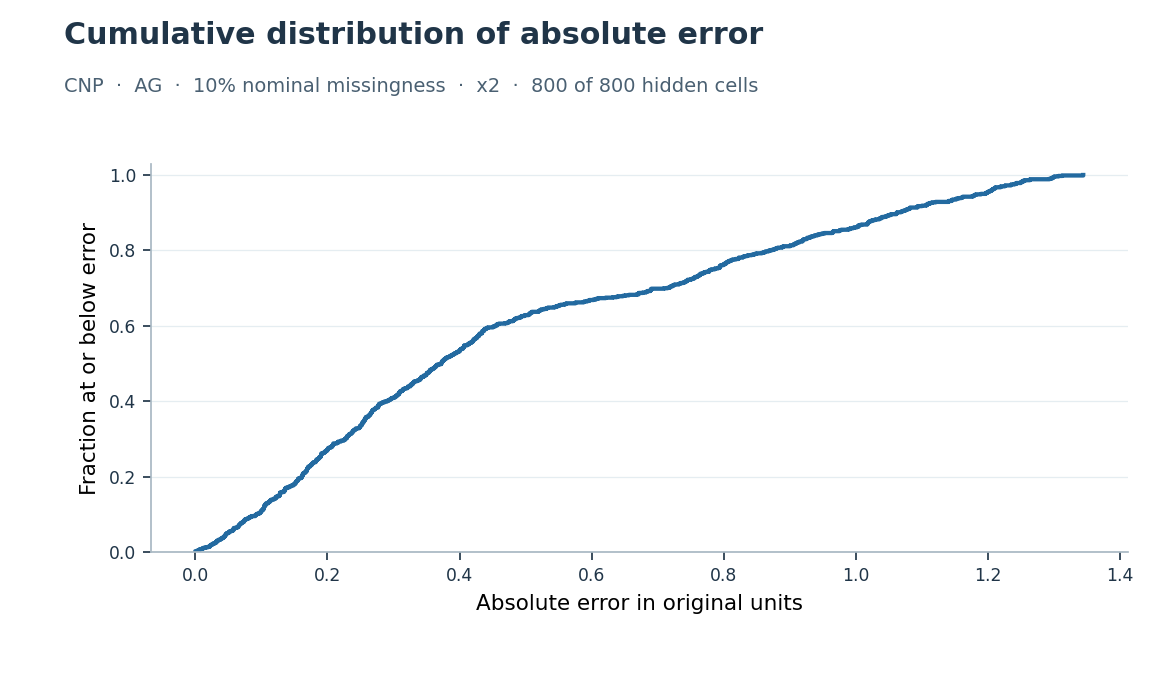 Cumulative distribution of absolute error
CNP · AG · 10% nominal missingness · x2 · 800 of 800 hidden cells
Fraction at or below error
1.0
0.8
0.6
0.4
0.2
0.0
0.0 0.2 0.4 0.6 0.8 1.0 1.2 1.4
Absolute error in original units